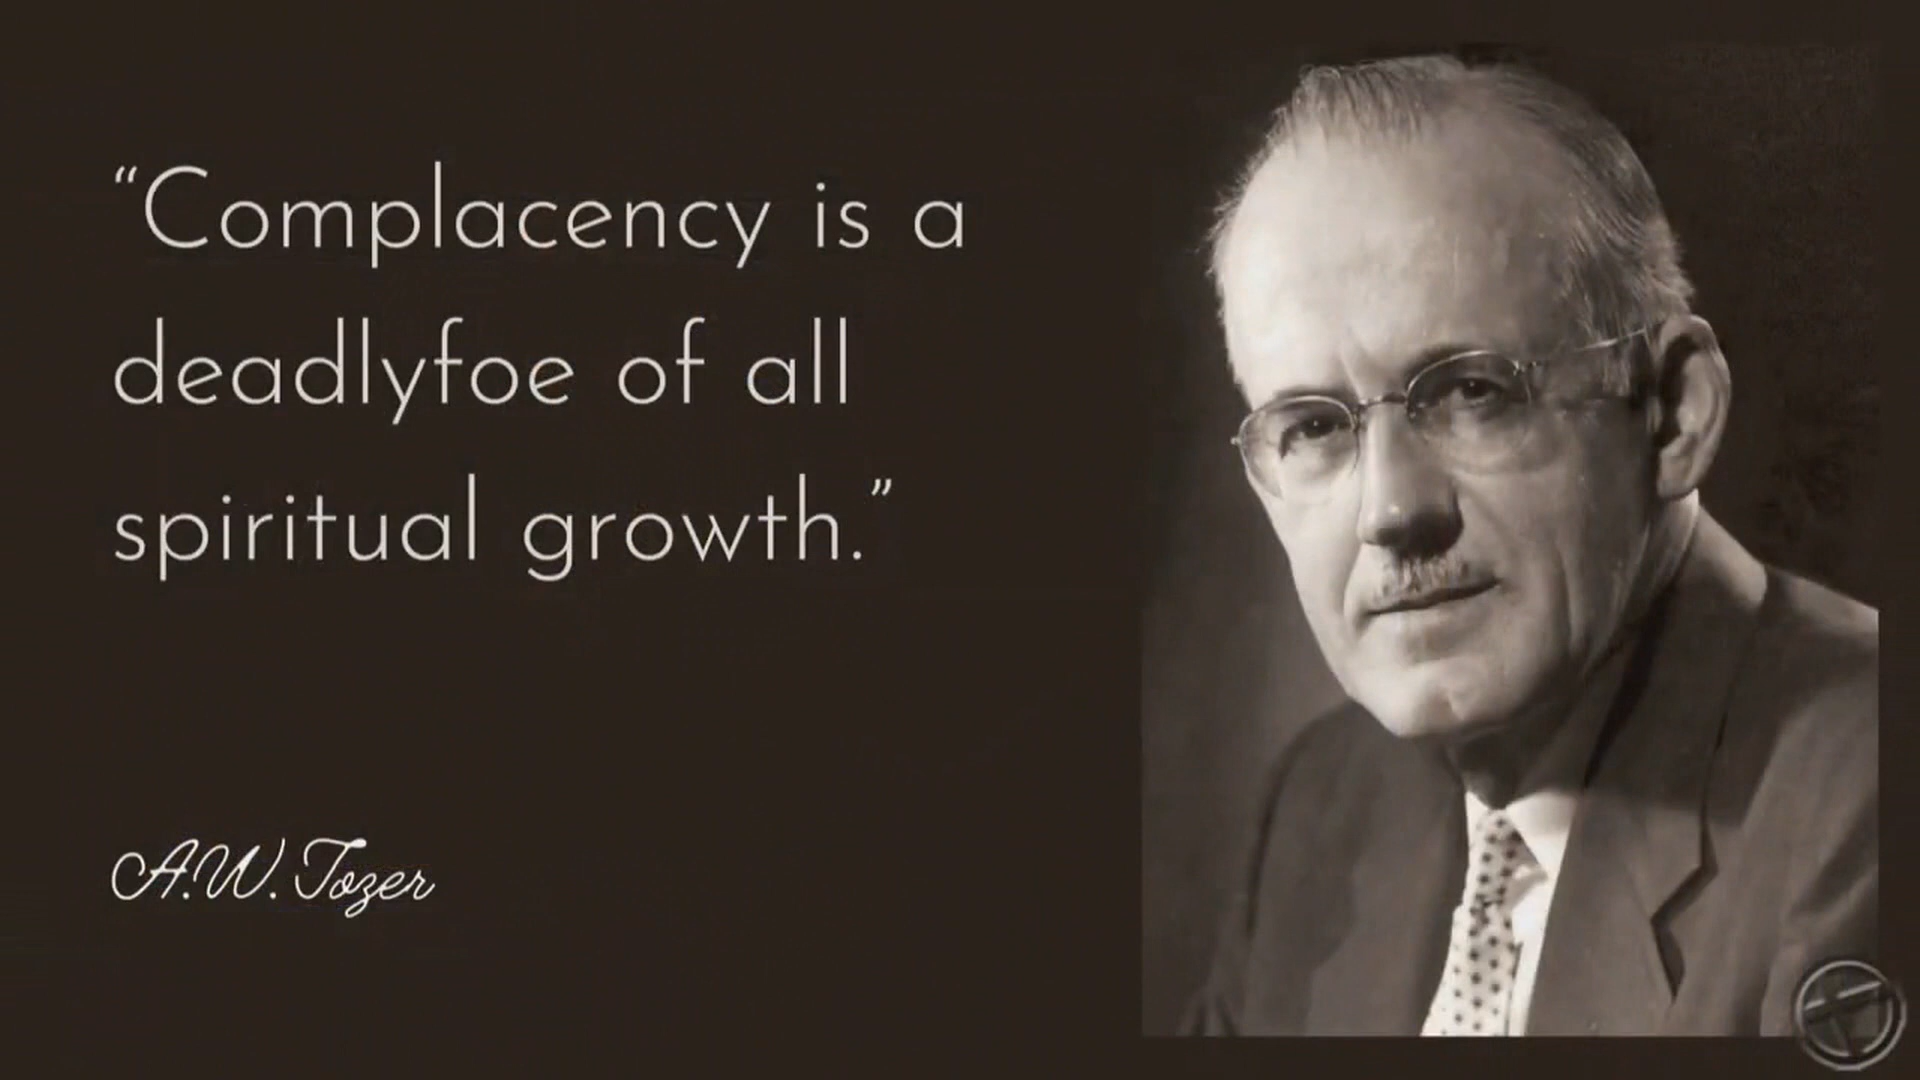 “Complacency is a
deadlyfoe of all
spiritual growth.”
A.W. Tozer